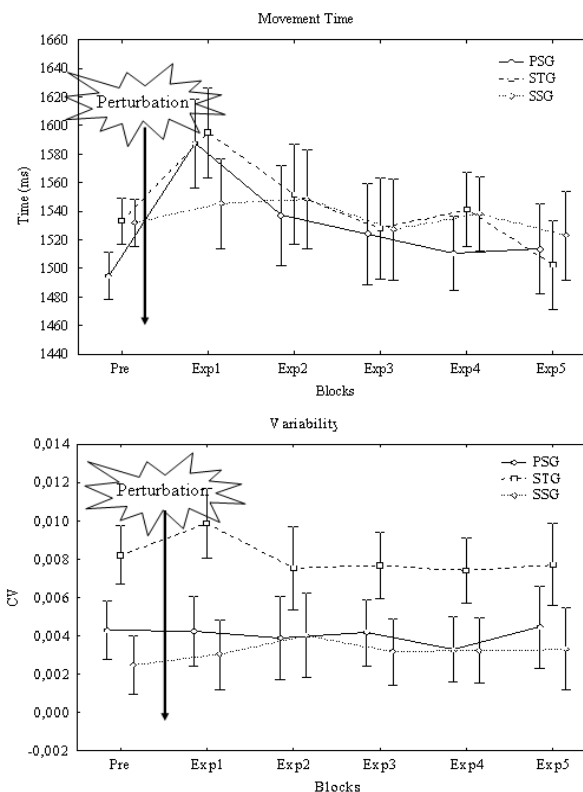 Movement Time
1660
1640
1620
1600
1580
1560
1540
1520
1500
1480
1460
1440
Time (ms)
Perturbation
PSG
STG
SSG
Pre Exp1 Exp2 Exp3 Exp4 Exp5
Blocks
Variability
0,014
0,012
0,010
0,008
0,006
0,004
0,002
0,000
-0,002
CV
Perturbation
PSG
STG
SSG
Pre Exp1 Exp2 Exp3 Exp4 Exp5
Blocks